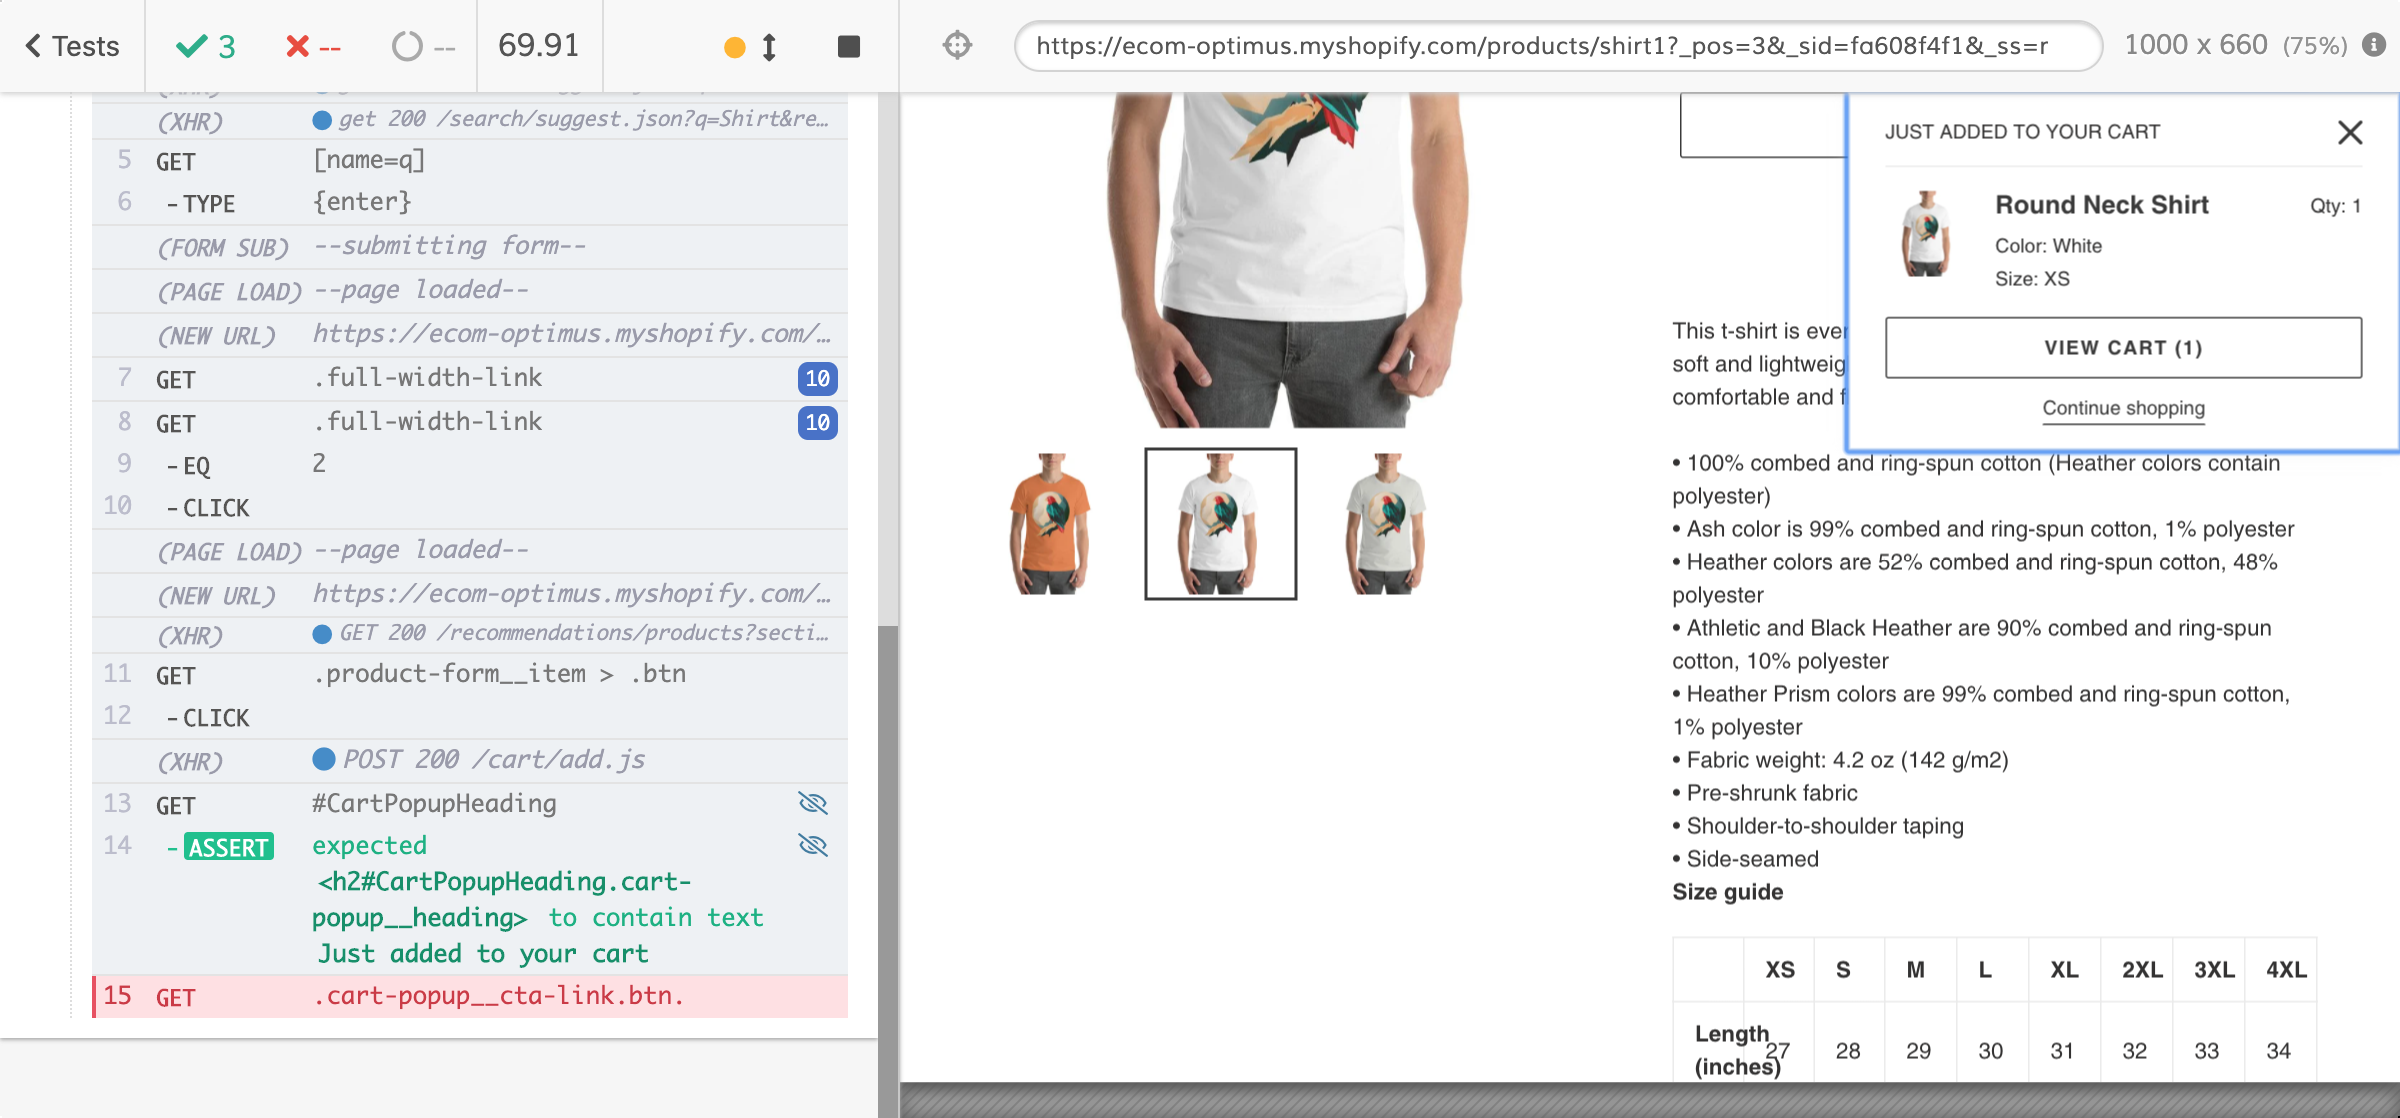 Tests
3
--
--
69.91
https://ecom-optimus.myshopify.com/products/shirt1?_pos=3&_sid=fa608f4f1&_ss=r
1000 x 660 (75%)
(XHR) get 200 /search/suggest.json?q=Shirt&re…
5 GET [name=q]
6 -TYPE {enter}
(FORM SUB) --submitting form--
(PAGE LOAD) --page loaded--
(NEW URL) https://ecom-optimus.myshopify.com/…
7 GET .full-width-link 10
8 GET .full-width-link 10
9 -EQ 2
10 -CLICK
(PAGE LOAD) --page loaded--
(NEW URL) https://ecom-optimus.myshopify.com/…
(XHR) GET 200 /recommendations/products?secti…
11 GET .product-form__item > .btn
12 -CLICK
(XHR) POST 200 /cart/add.js
13 GET #CartPopupHeading
14 -ASSERT expected
<h2#CartPopupHeading.cart-
popup__heading> to contain text
Just added to your cart
15 GET .cart-popup__cta-link.btn.
JUST ADDED TO YOUR CART
Round Neck Shirt Qty: 1
Color: White
Size: XS
VIEW CART (1)
Continue shopping
This t-shirt is ever
soft and lightweig
comfortable and f
• 100% combed and ring-spun cotton (Heather colors contain
polyester)
• Ash color is 99% combed and ring-spun cotton, 1% polyester
• Heather colors are 52% combed and ring-spun cotton, 48%
polyester
• Athletic and Black Heather are 90% combed and ring-spun
cotton, 10% polyester
• Heather Prism colors are 99% combed and ring-spun cotton,
1% polyester
• Fabric weight: 4.2 oz (142 g/m2)
• Pre-shrunk fabric
• Shoulder-to-shoulder taping
• Side-seamed
Size guide
XS S M L XL 2XL 3XL 4XL
Length
(inches) 27 28 29 30 31 32 33 34